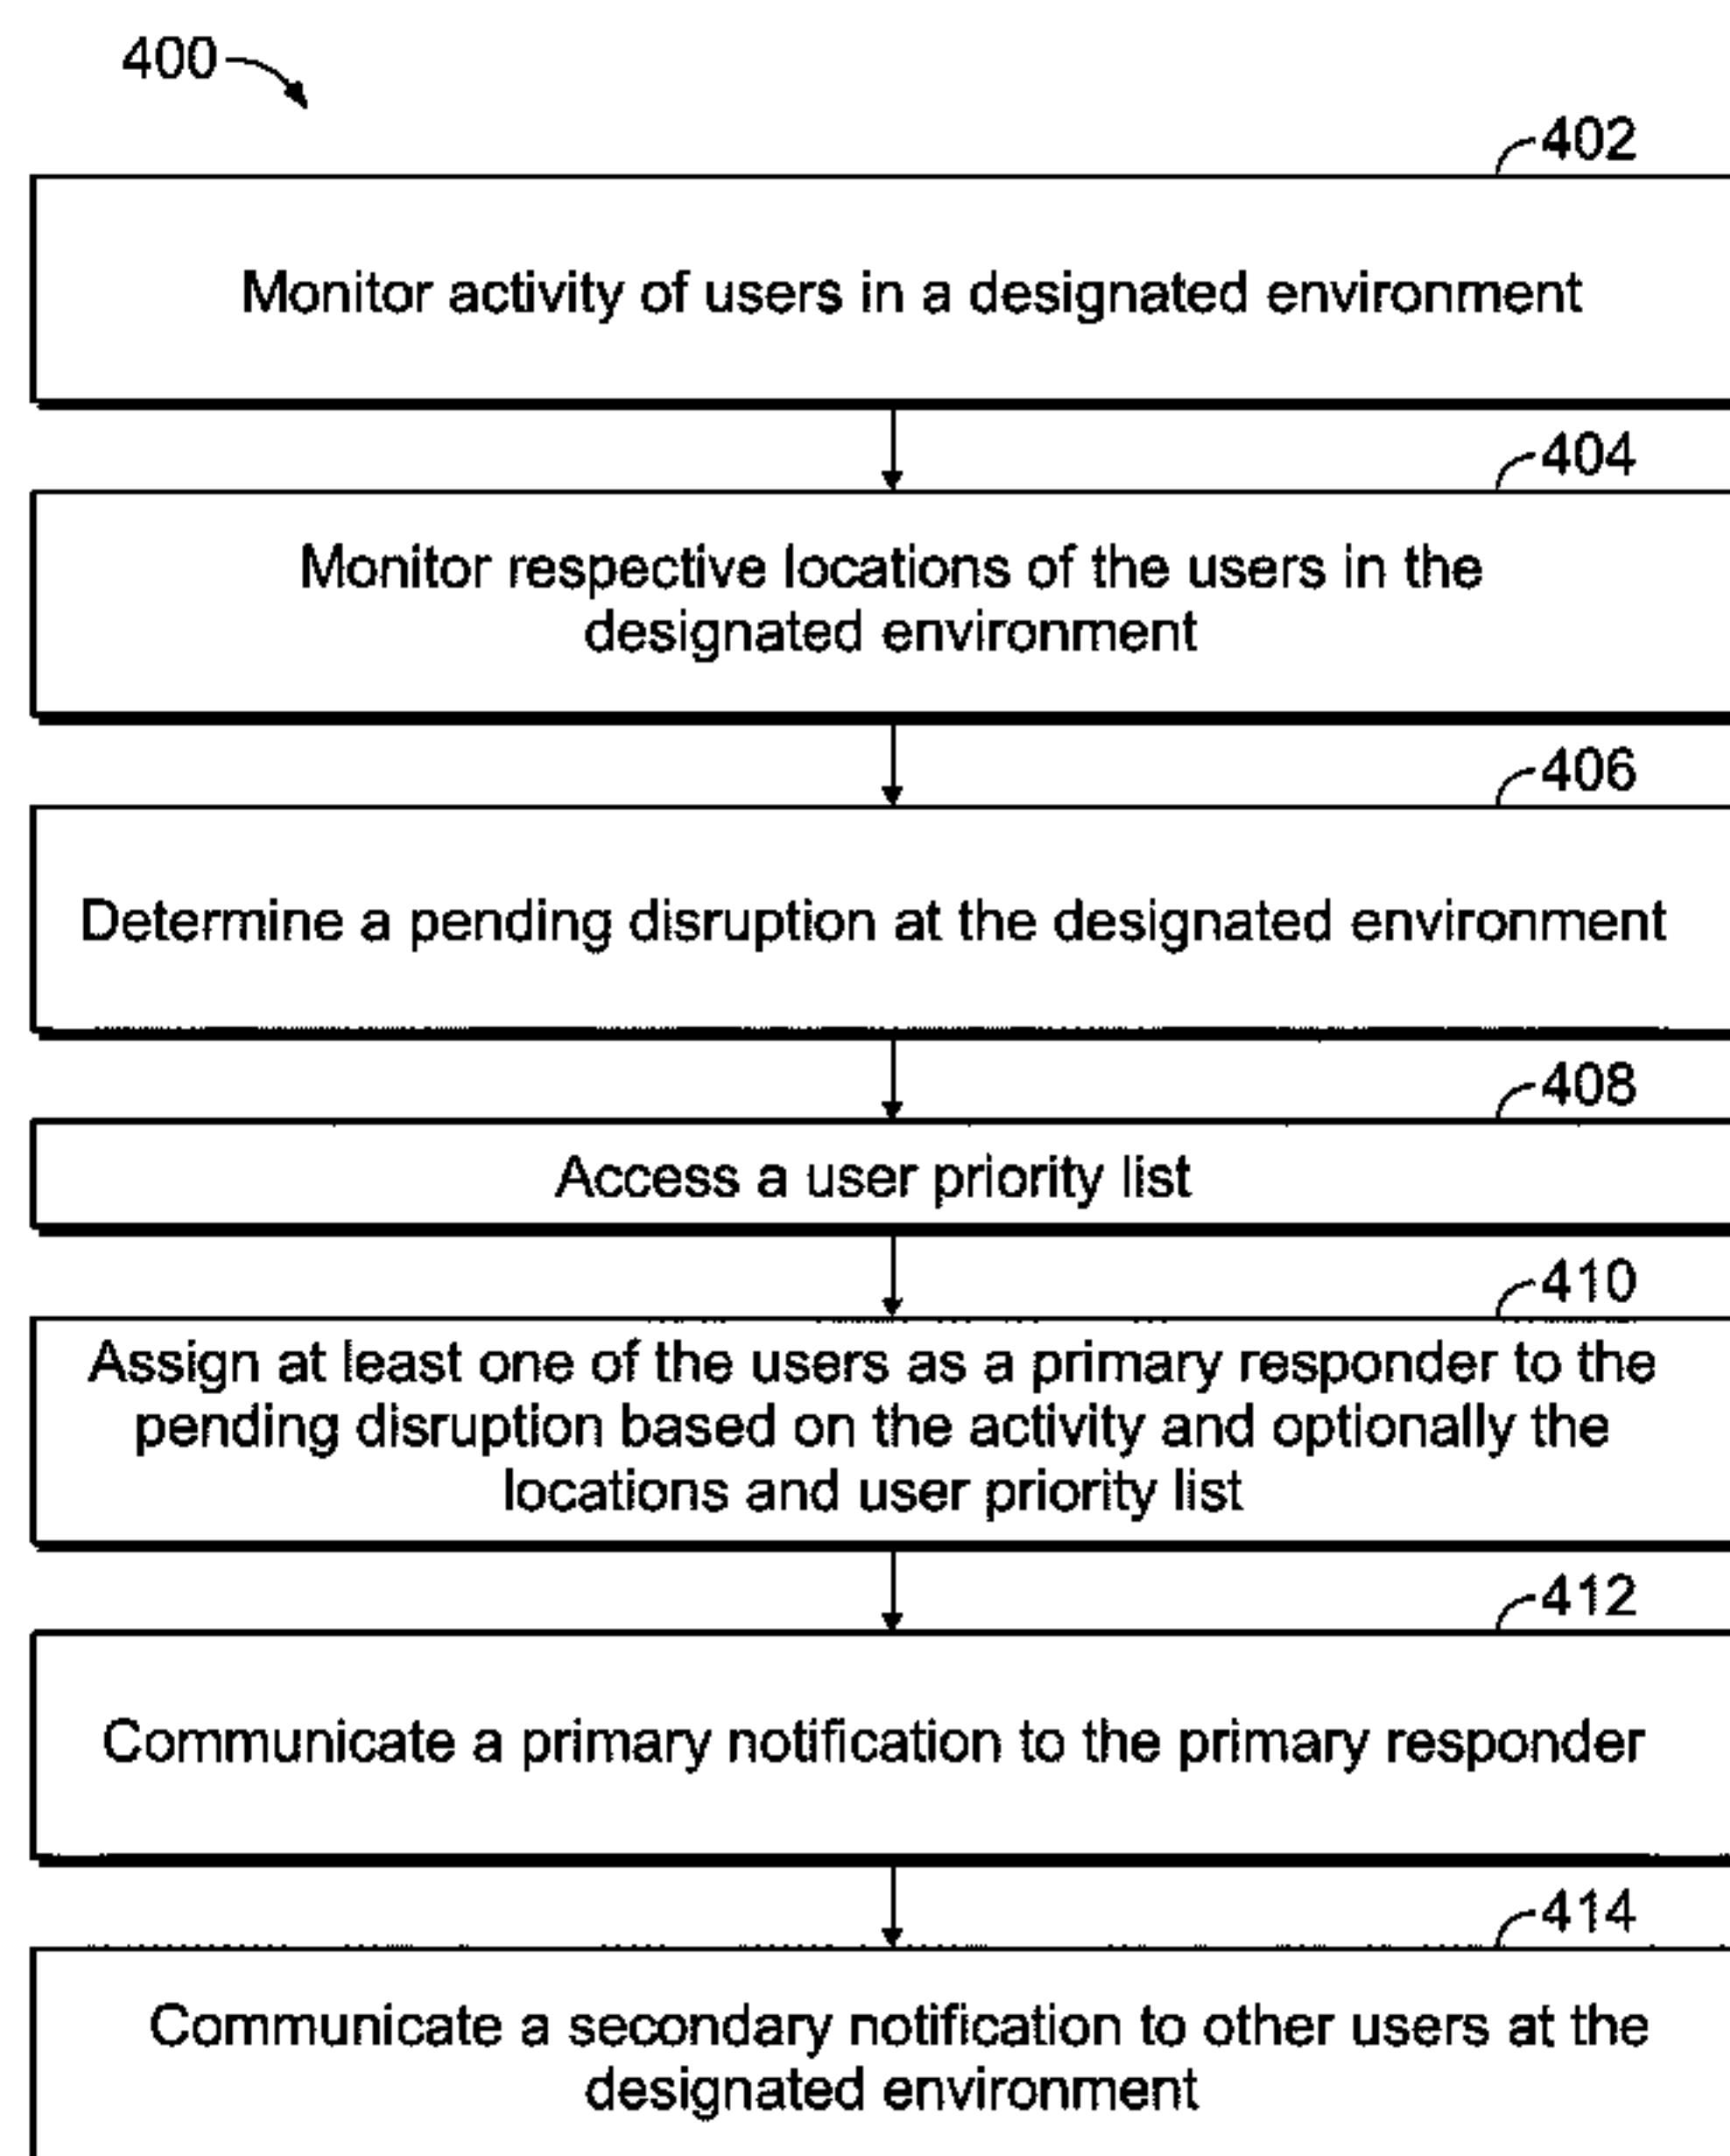 400
402
Monitor activity of users in a designated environment
404
Monitor respective locations of the users in the
designated environment
406
Determine a pending disruption at the designated environment
408
Access a user priority list
410
Assign at least one of the users as a primary responder to the
pending disruption based on the activity and optionally the
locations and user priority list
412
Communicate a primary notification to the primary responder
414
Communicate a secondary notification to other users at the
designated environment